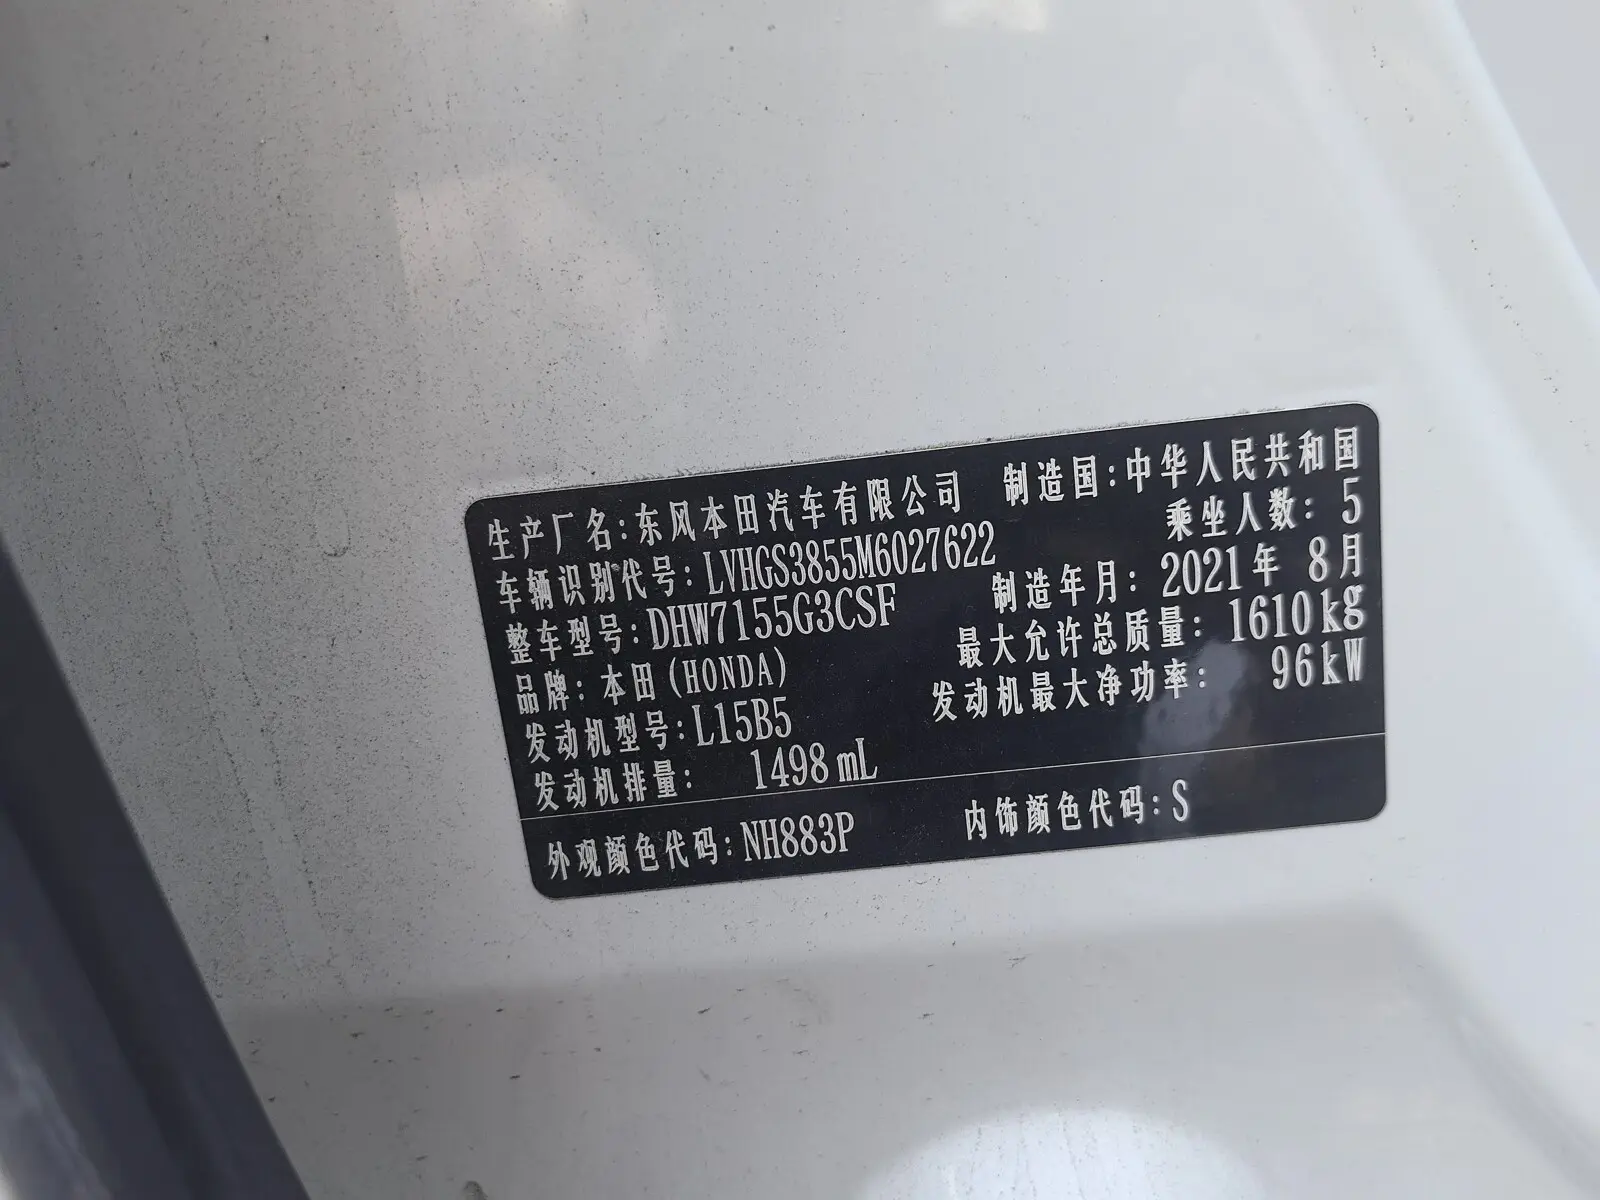 生产厂名:东风本田汽车有限公司 制造国:中华人民共和国
车辆识别代号:LVHGS3855M6027622 乘坐人数: 5
整车型号:DHW7155G3CSF 制造年月: 2021年 8月
品牌: 本田(HONDA) 最大允许总质量: 1610kg
发动机型号:L15B5 发动机最大净功率: 96kW
发动机排量: 1498 mL
外观颜色代码:NH883P 内饰颜色代码:S